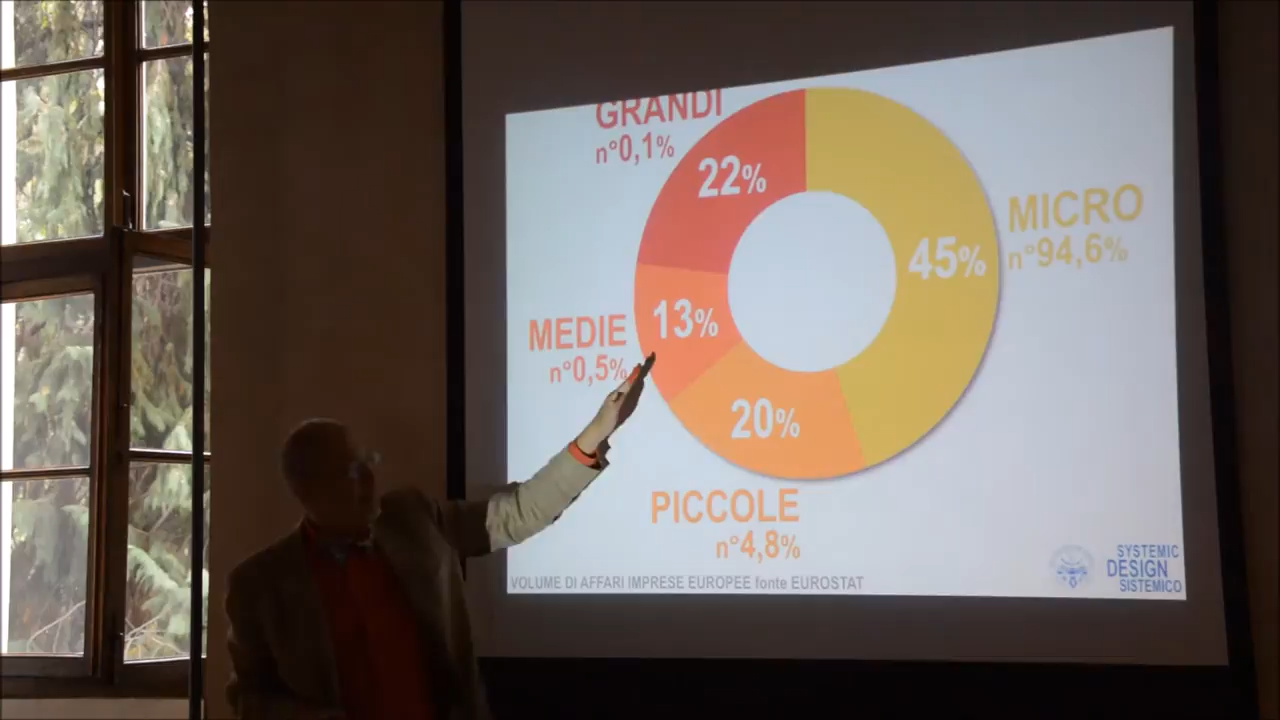 GRANDI
n°0,1%
22%
MICRO
n°94,6%
45%
MEDIE
n°0,5%
13%
20%
PICCOLE
n°4,8%
VOLUME DI AFFARI IMPRESE EUROPEE fonte EUROSTAT
SYSTEMIC
DESIGN
SISTEMICO